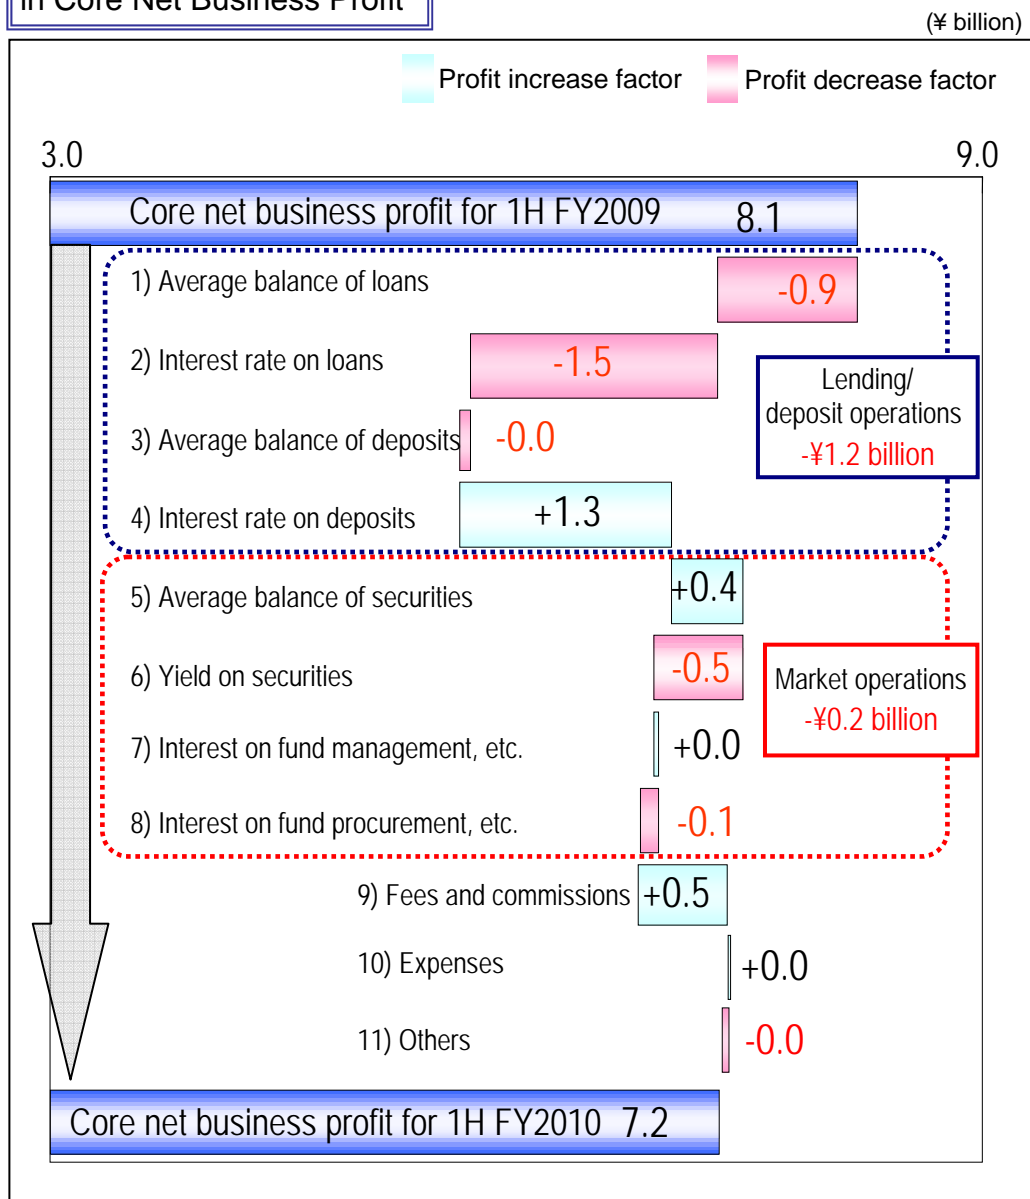 in Core Net Business Profit
(¥ billion)
Profit increase factor
Profit decrease factor
3.0
9.0
Core net business profit for 1H FY2009 8.1
1) Average balance of loans
-0.9
2) Interest rate on loans
-1.5
Lending/
deposit operations
-¥1.2 billion
3) Average balance of deposits
-0.0
4) Interest rate on deposits
+1.3
5) Average balance of securities
+0.4
6) Yield on securities
-0.5
Market operations
-¥0.2 billion
7) Interest on fund management, etc.
+0.0
8) Interest on fund procurement, etc.
-0.1
9) Fees and commissions
+0.5
10) Expenses
+0.0
11) Others
-0.0
Core net business profit for 1H FY2010 7.2